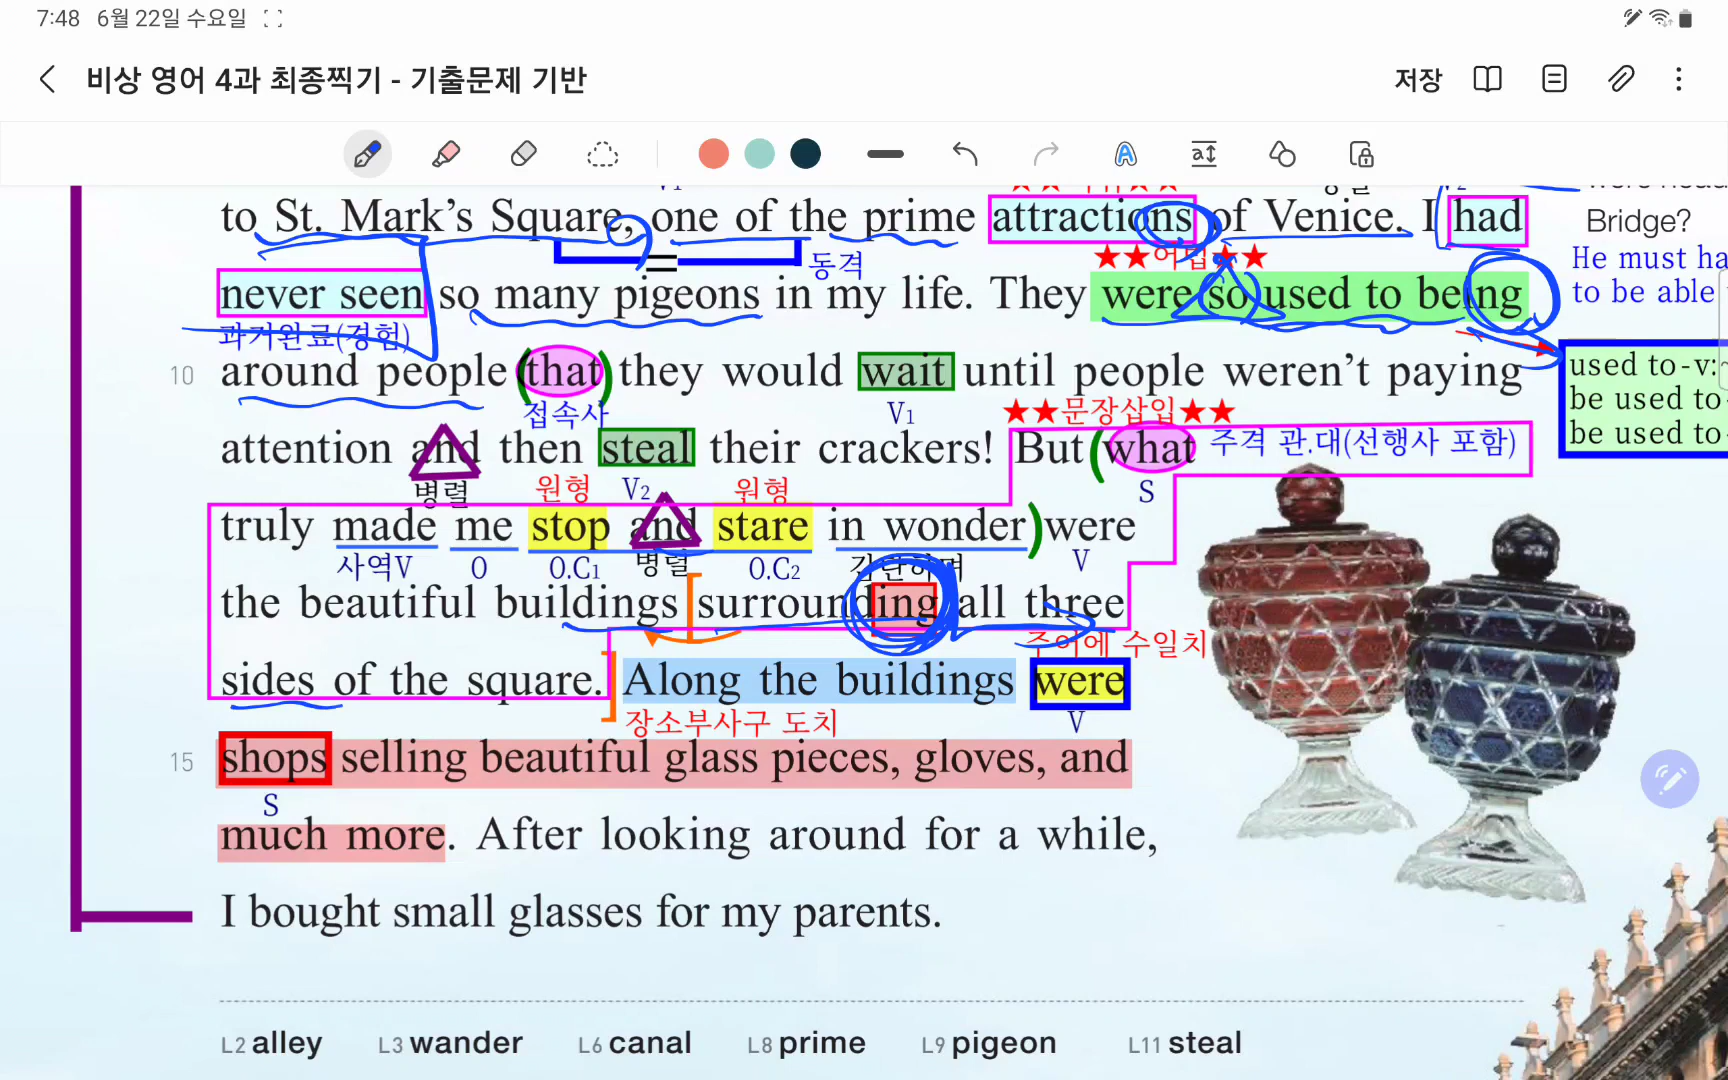 7:48 6월 22일 수요일
비상 영어 4과 최종찍기 - 기출문제 기반
저장
to St. Mark's Square, one of the prime attractions of Venice. I had
Bridge?
★★어법★★
He must ha
동격
never seen so many pigeons in my life. They were so used to being
to be able
과거완료(경험)
10 around people (that) they would wait until people weren't paying
used to-v:
be used to-
be used to-
접속사
V1
★★문장삽입★★
attention and then steal their crackers! But (what 주격 관.대(선행사 포함)
병렬
원형
V2
원형
S
truly made me stop and stare in wonder) were
사역V
O
O.C1
병렬
O.C2
감탄하며
V
the beautiful buildings surrounding all three
주어에 수일치
sides of the square.] Along the buildings were
장소부사구 도치
V
15 shops selling beautiful glass pieces, gloves, and
S
much more. After looking around for a while,
I bought small glasses for my parents.
L2 alley L3 wander L6 canal L8 prime L9 pigeon L11 steal